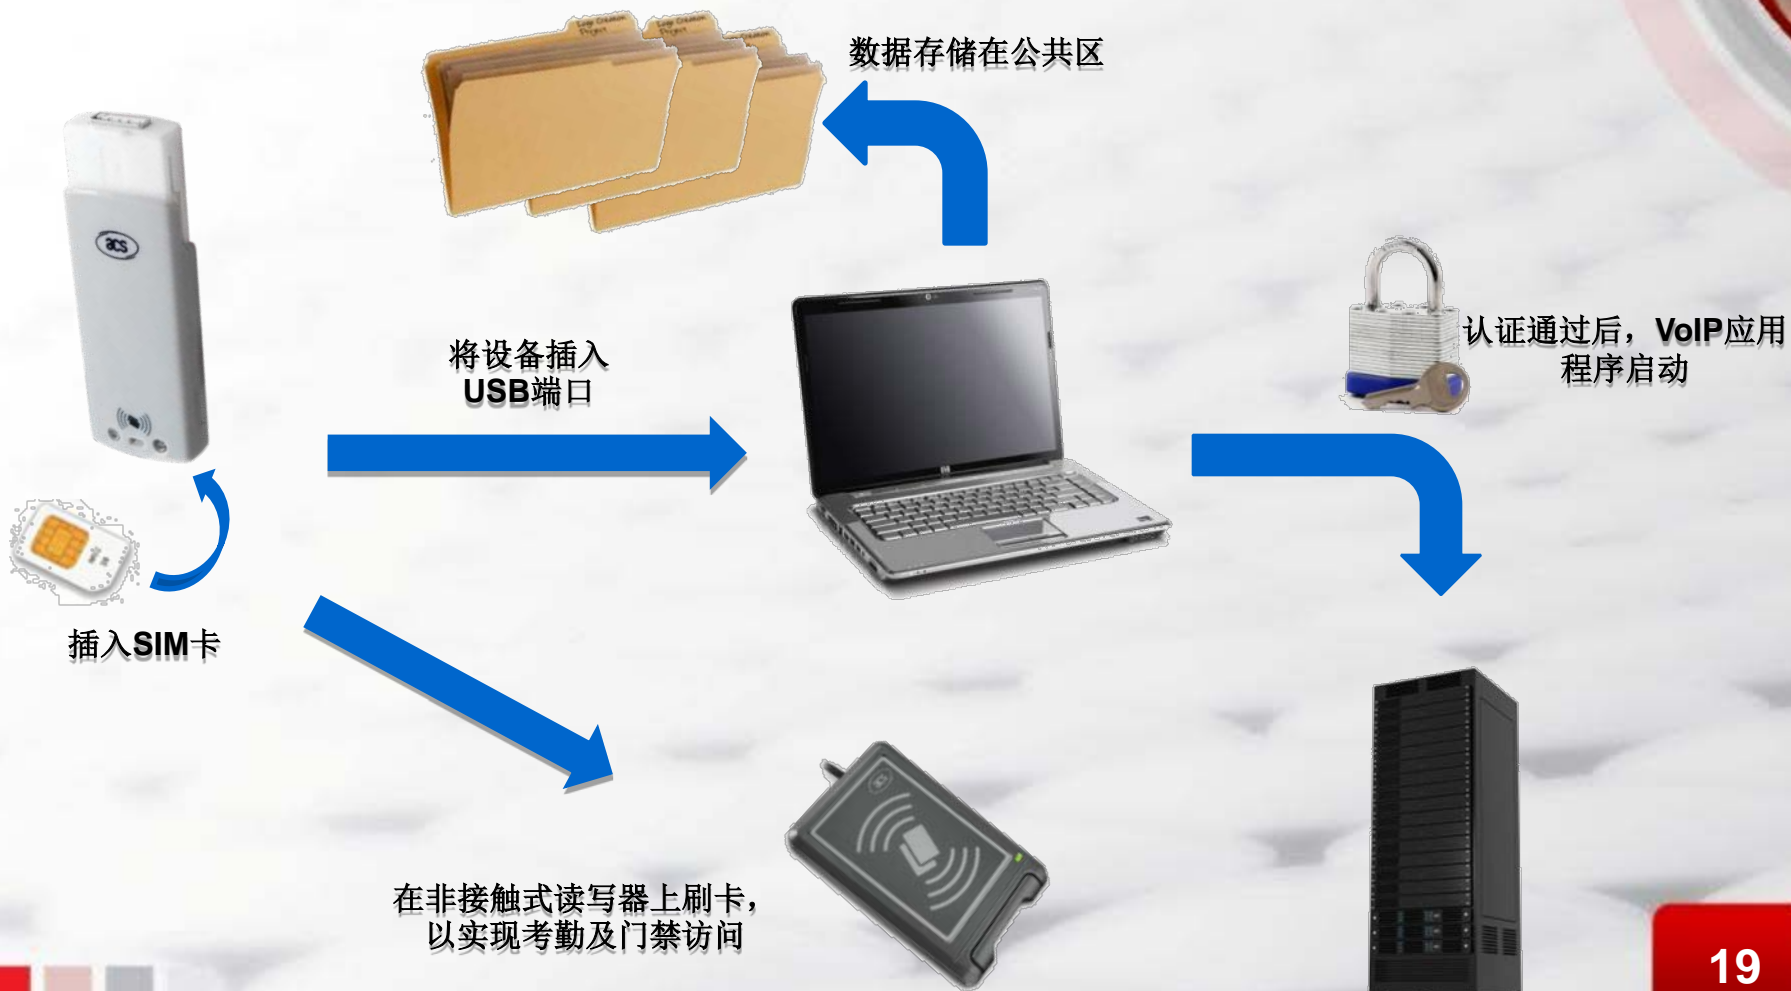 数据存储在公共区
acs
将设备插入
USB端口
认证通过后，VoIP应用
程序启动
插入SIM卡
acs
在非接触式读写器上刷卡，
以实现考勤及门禁访问
19